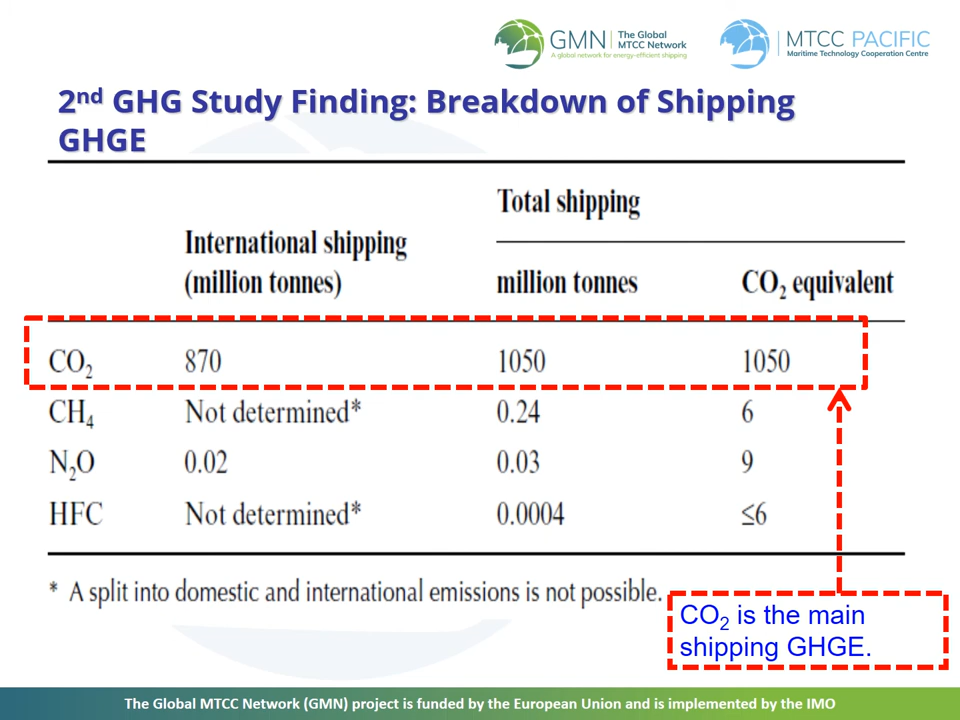 GMN | The Global MTCC Network
A global network for energy-efficient shipping
MTCC PACIFIC
Maritime Technology Cooperation Centre
2nd GHG Study Finding: Breakdown of Shipping
GHGE
Total shipping
International shipping
(million tonnes) million tonnes CO₂ equivalent
CO₂ 870 1050 1050
CH₄ Not determined* 0.24 6
N₂O 0.02 0.03 9
HFC Not determined* 0.0004 ≤6
* A split into domestic and international emissions is not possible.
CO₂ is the main
shipping GHGE.
The Global MTCC Network (GMN) project is funded by the European Union and is implemented by the IMO